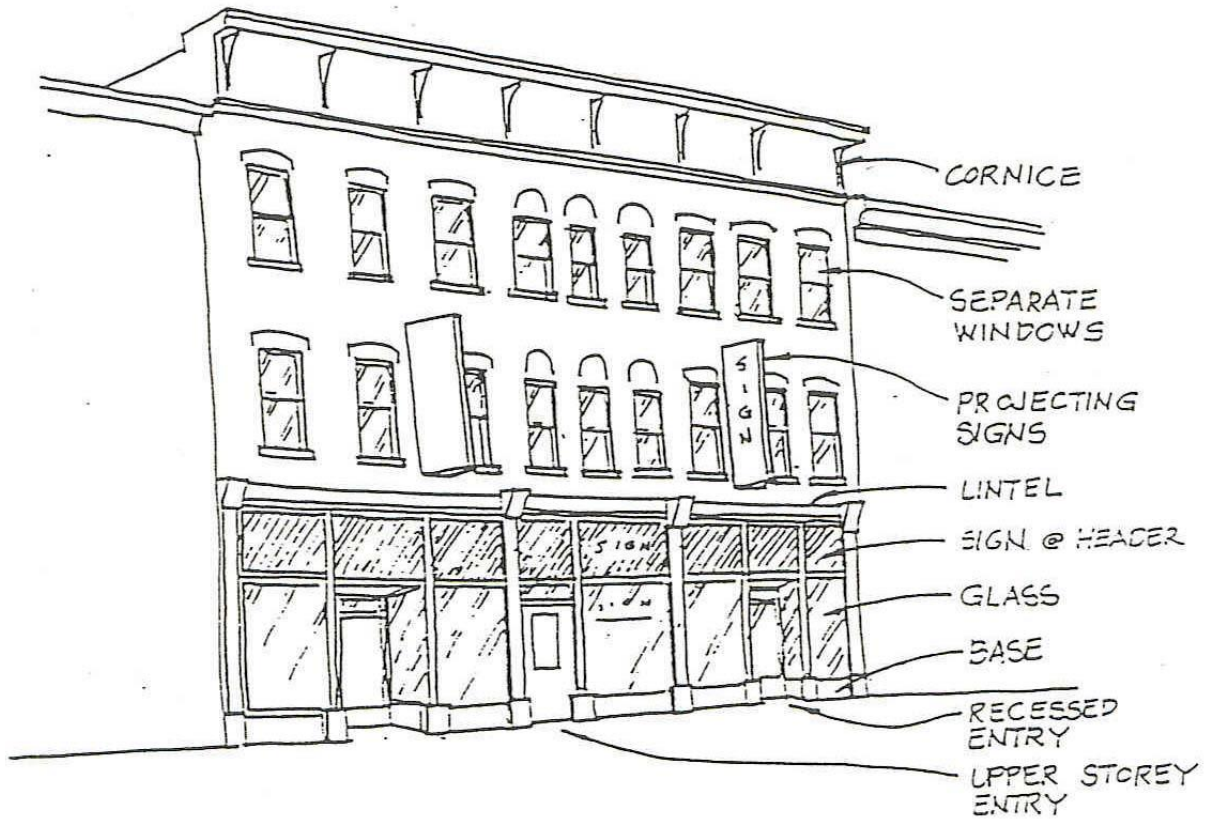 CORNICE
SEPARATE
WINDOWS
SIGN
PROJECTING
SIGNS
LINTEL
SIGN @ HEADER
SIGN
GLASS
SIGN
BASE
RECESSED
ENTRY
UPPER STOREY
ENTRY